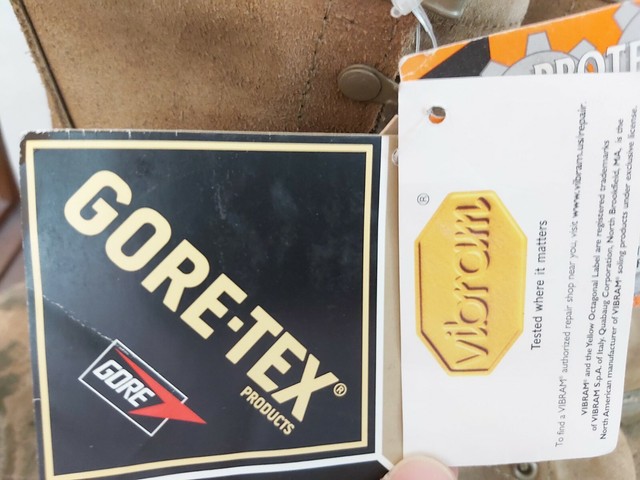 GORE-TEX®
PRODUCTS
GORE
PROTE
®
vibram
Tested where it matters
To find a VIBRAM® authorized repair shop near you, visit www.vibram.us/repair.
VIBRAM® and the Yellow Octagonal Label are registered trademarks
of VIBRAM S.p.A. of Italy. Quabaug Corporation, North Brookfield, MA, is the
North American manufacturer of VIBRAM® soling products under exclusive license.